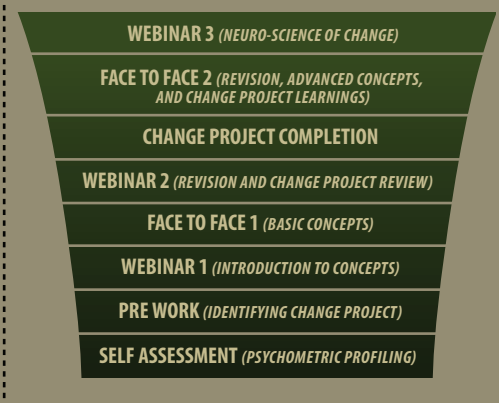 WEBINAR 3 (NEURO-SCIENCE OF CHANGE)
FACE TO FACE 2 (REVISION, ADVANCED CONCEPTS,
AND CHANGE PROJECT LEARNINGS)
CHANGE PROJECT COMPLETION
WEBINAR 2 (REVISION AND CHANGE PROJECT REVIEW)
FACE TO FACE 1 (BASIC CONCEPTS)
WEBINAR 1 (INTRODUCTION TO CONCEPTS)
PRE WORK (IDENTIFYING CHANGE PROJECT)
SELF ASSESSMENT (PSYCHOMETRIC PROFILING)